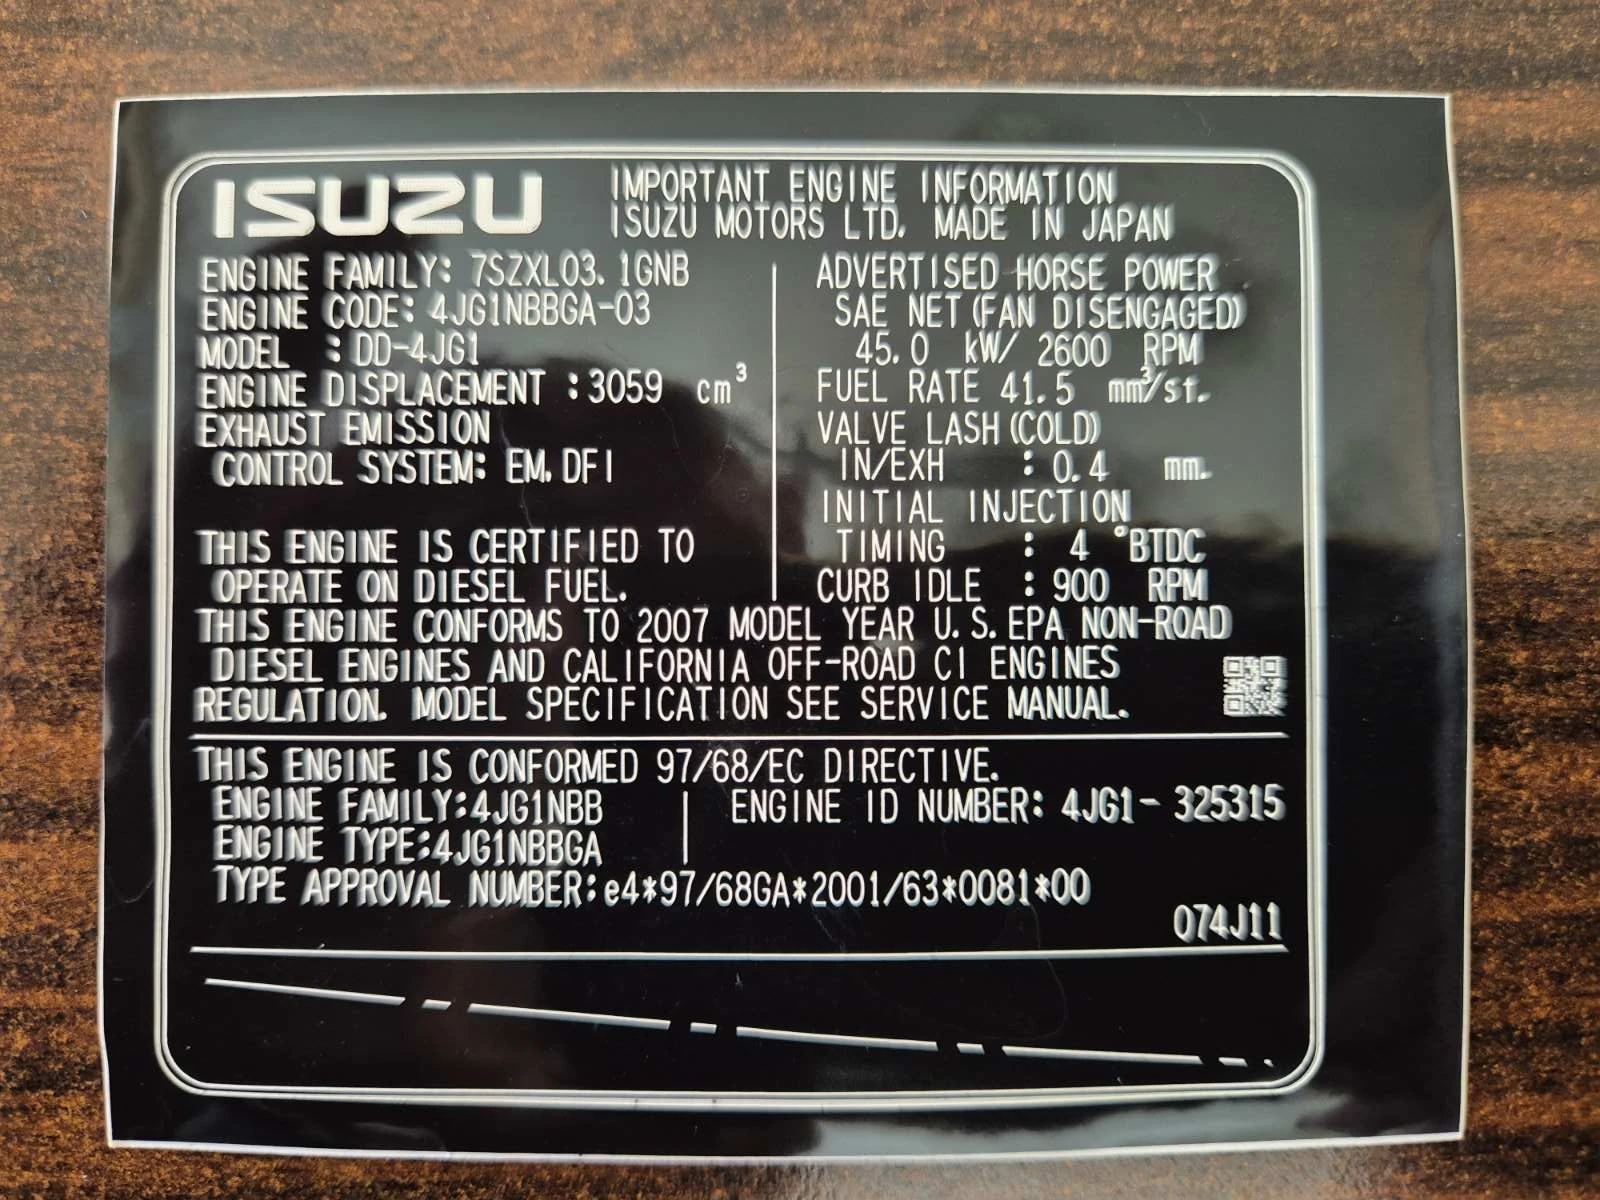 ISUZU
IMPORTANT ENGINE INFORMATION
ISUZU MOTORS LTD. MADE IN JAPAN
ENGINE FAMILY: 7SZXL03.1GNB
ENGINE CODE: 4JG1NBBGA-03
MODEL : DD-4JG1
ENGINE DISPLACEMENT : 3059 cm³
EXHAUST EMISSION
CONTROL SYSTEM: EM.DFI
THIS ENGINE IS CERTIFIED TO
OPERATE ON DIESEL FUEL.
ADVERTISED HORSE POWER
SAE NET (FAN DISENGAGED)
45.0 kW/ 2600 RPM
FUEL RATE 41.5 mm³/st.
VALVE LASH (COLD)
IN/EXH : 0.4 mm.
INITIAL INJECTION
TIMING : 4 °BTDC
CURB IDLE : 900 RPM
THIS ENGINE CONFORMS TO 2007 MODEL YEAR U.S.EPA NON-ROAD
DIESEL ENGINES AND CALIFORNIA OFF-ROAD CI ENGINES
REGULATION. MODEL SPECIFICATION SEE SERVICE MANUAL.
THIS ENGINE IS CONFORMED 97/68/EC DIRECTIVE.
ENGINE FAMILY:4JG1NBB
ENGINE ID NUMBER: 4JG1- 325315
ENGINE TYPE:4JG1NBBGA
TYPE APPROVAL NUMBER:e4*97/68GA*2001/63*0081*00
074J11